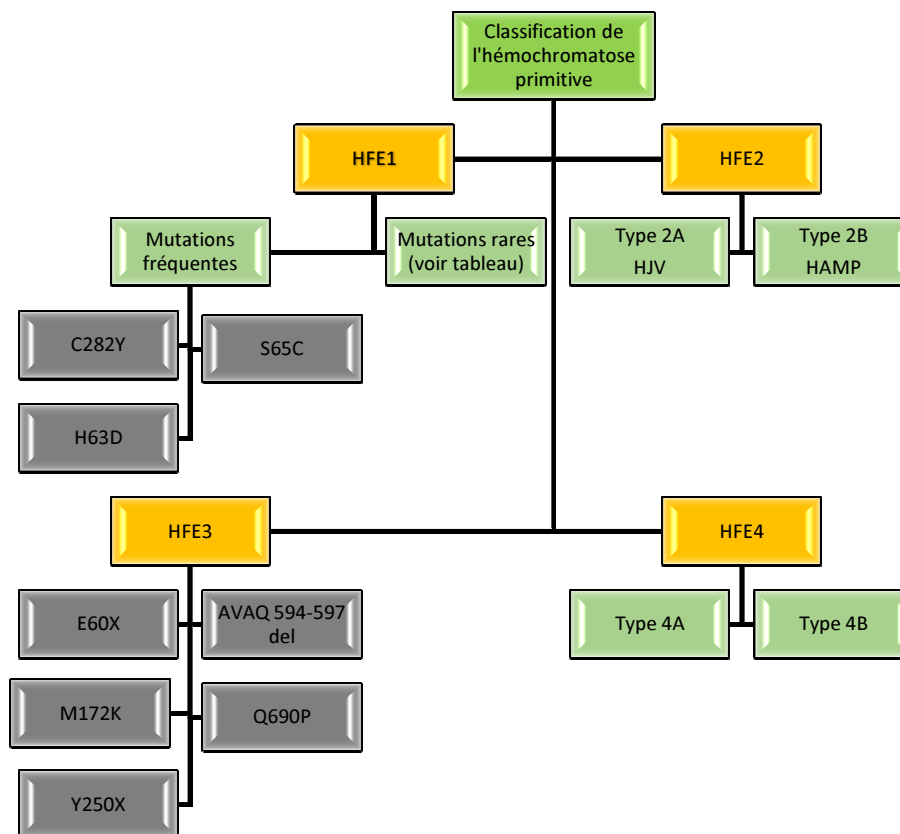 Classification de
l'hémochromatose
primitive
HFE1
HFE2
Mutations
fréquentes
Mutations rares
(voir tableau)
Type 2A
HJV
Type 2B
HAMP
C282Y
S65C
H63D
HFE3
HFE4
E60X
AVAQ 594-597
del
Type 4A
Type 4B
M172K
Q690P
Y250X